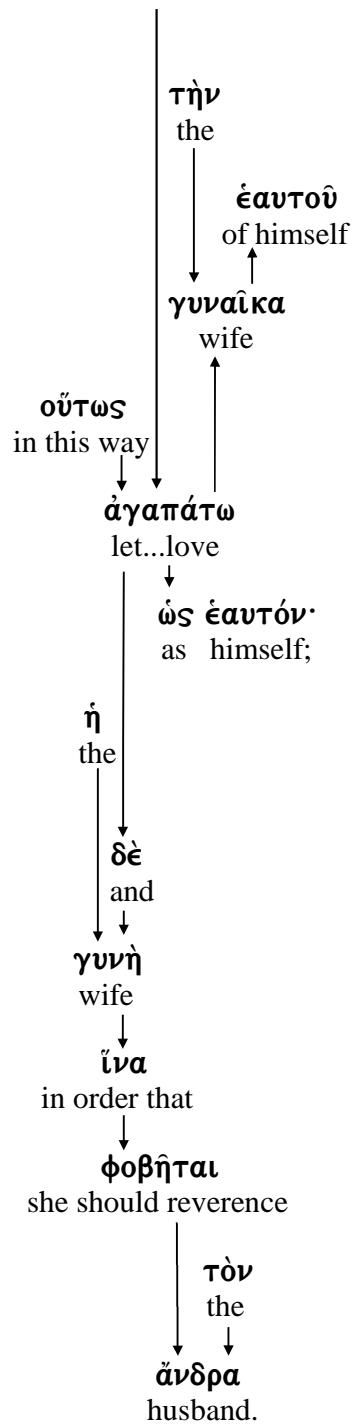 τὴν
the
ἑαυτοῦ
of himself
γυναῖκα
wife
οὕτως
in this way
ἀγαπάτω
let...love
ὡς ἑαυτόν·
as himself;
ἡ
the
δὲ
and
γυνὴ
wife
ἵνα
in order that
φοβῆται
she should reverence
τὸν
the
ἄνδρα
husband.